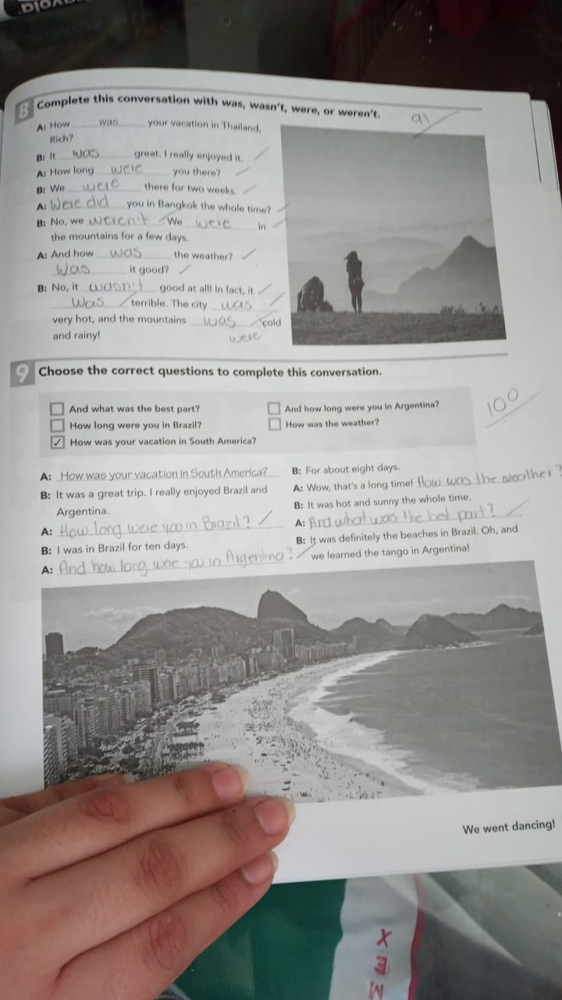 8 Complete this conversation with was, wasn't, were, or weren't.
91
A: How was your vacation in Thailand,
Rich?
B: It was great. I really enjoyed it.
A: How long were you there?
B: We were there for two weeks.
A: Were did you in Bangkok the whole time?
B: No, we weren't. We were in
the mountains for a few days.
A: And how was the weather?
Was it good?
B: No, it wasn't good at all! In fact, it
Was terrible. The city was
very hot, and the mountains was cold
and rainy! were
9 Choose the correct questions to complete this conversation.
100
And what was the best part?
How long were you in Brazil?
✓ How was your vacation in South America?
And how long were you in Argentina?
How was the weather?
A: How was your vacation in South America?
B: It was a great trip. I really enjoyed Brazil and
Argentina.
A: How long were you in Brazil?
B: I was in Brazil for ten days.
A: And how long were you in Argentina?
B: For about eight days.
A: Wow, that's a long time! How was the weather?
B: It was hot and sunny the whole time.
A: And what was the best part?
B: It was definitely the beaches in Brazil. Oh, and
we learned the tango in Argentina!
We went dancing!